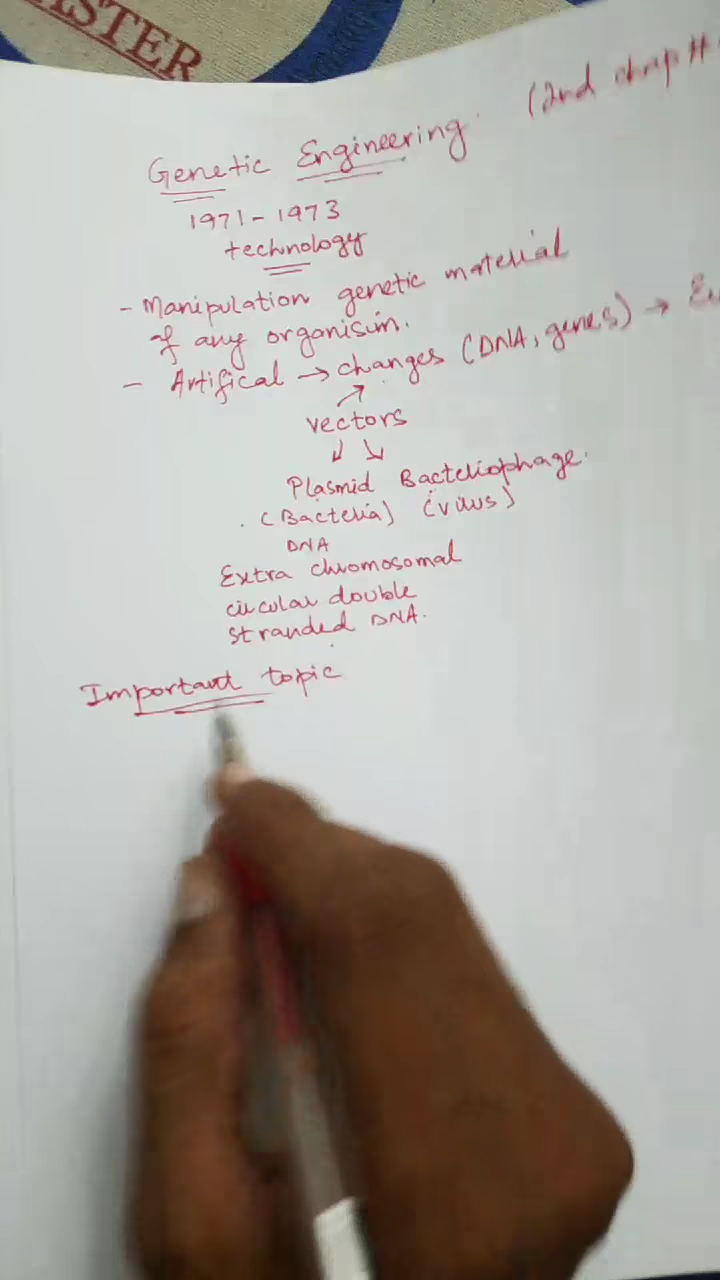 ISTER
(2nd chap #
Genetic Engineering.
1971-1973
technology
- Manipulation genetic material
of any organisim.
- Artifical → changes (DNA, genes) →
vectors
Plasmid Bacteriophage.
(Bacteria) (virus)
DNA
Extra chromosomal
circular double
stranded DNA.
Important topic